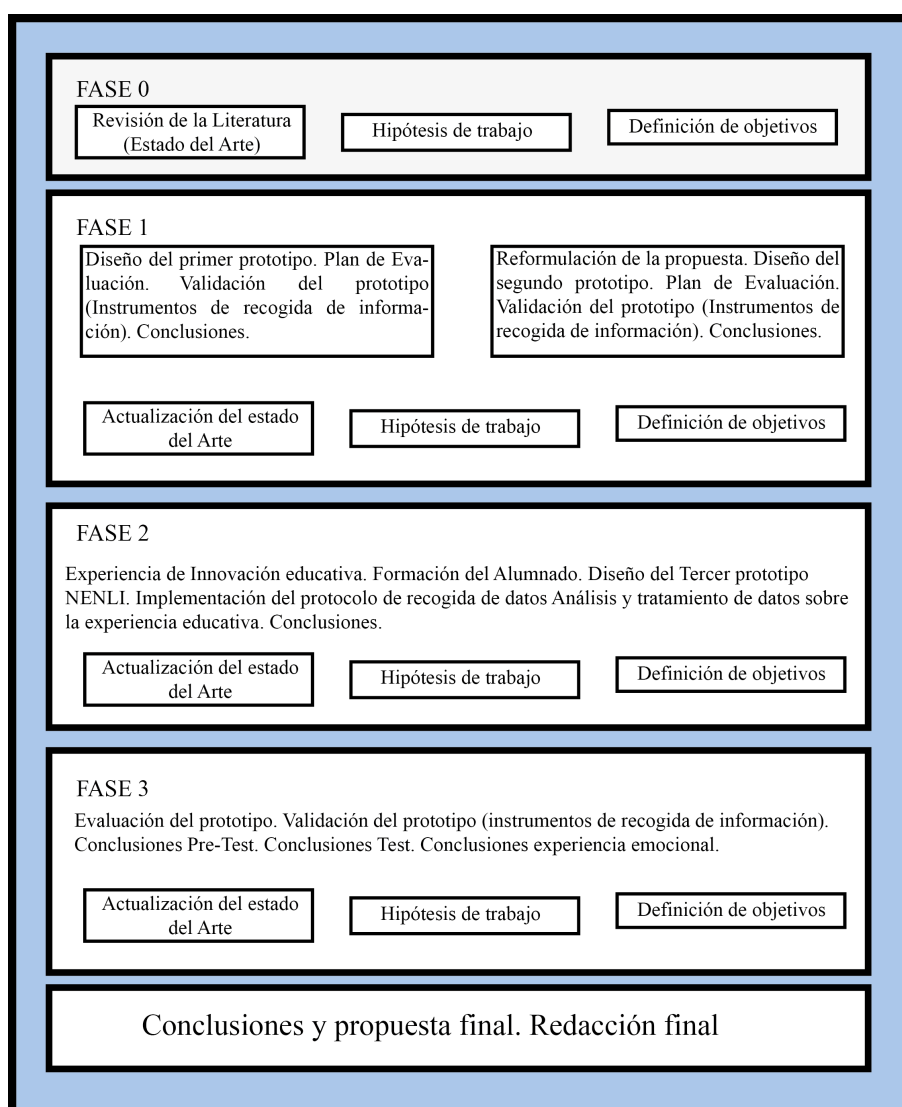 FASE 0
Revisión de la Literatura
(Estado del Arte)
Hipótesis de trabajo
Definición de objetivos
FASE 1
Diseño del primer prototipo. Plan de Eva-
luación. Validación del prototipo
(Instrumentos de recogida de informa-
ción). Conclusiones.
Reformulación de la propuesta. Diseño del
segundo prototipo. Plan de Evaluación.
Validación del prototipo (Instrumentos de
recogida de información). Conclusiones.
Actualización del estado
del Arte
Hipótesis de trabajo
Definición de objetivos
FASE 2
Experiencia de Innovación educativa. Formación del Alumnado. Diseño del Tercer prototipo
NENLI. Implementación del protocolo de recogida de datos Análisis y tratamiento de datos sobre
la experiencia educativa. Conclusiones.
Actualización del estado
del Arte
Hipótesis de trabajo
Definición de objetivos
FASE 3
Evaluación del prototipo. Validación del prototipo (instrumentos de recogida de información).
Conclusiones Pre-Test. Conclusiones Test. Conclusiones experiencia emocional.
Actualización del estado
del Arte
Hipótesis de trabajo
Definición de objetivos
Conclusiones y propuesta final. Redacción final